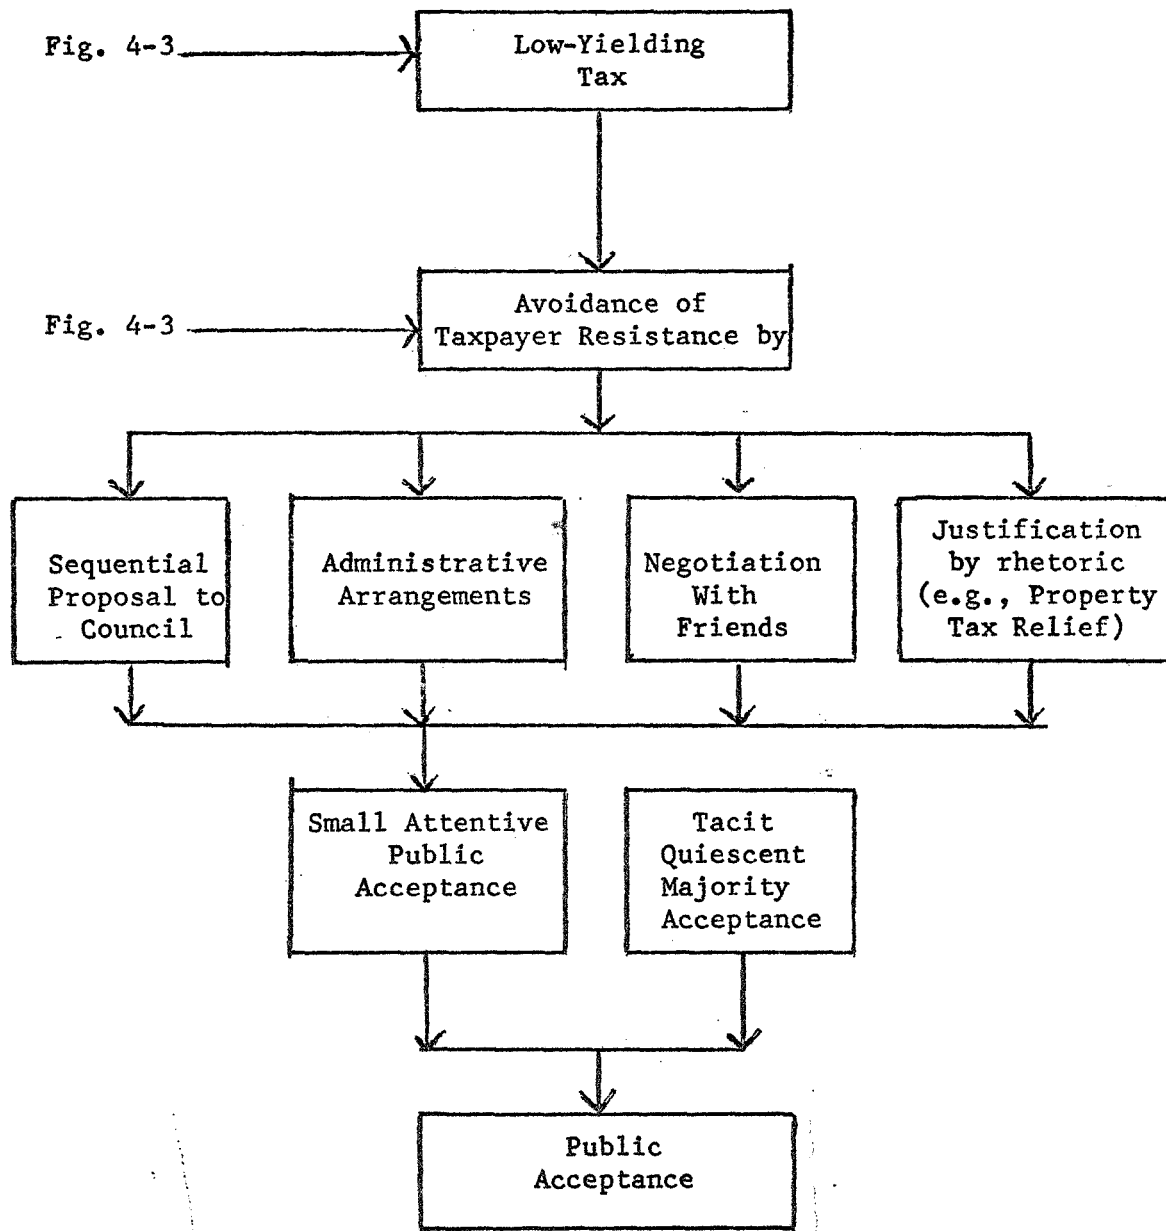 Fig. 4-3
Low-Yielding
Tax
Fig. 4-3
Avoidance of
Taxpayer Resistance by
Sequential
Proposal to
Council
Administrative
Arrangements
Negotiation
With
Friends
Justification
by rhetoric
(e.g., Property
Tax Relief)
Small Attentive
Public
Acceptance
Tacit
Quiescent
Majority
Acceptance
Public
Acceptance